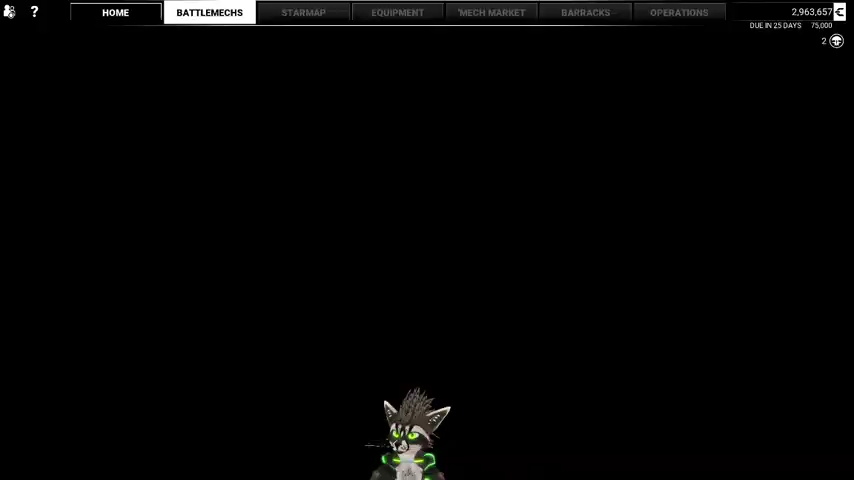 ? HOME BATTLEMECHS STARMAP EQUIPMENT 'MECH MARKET BARRACKS OPERATIONS 2,963,657
DUE IN 25 DAYS 75,000
2